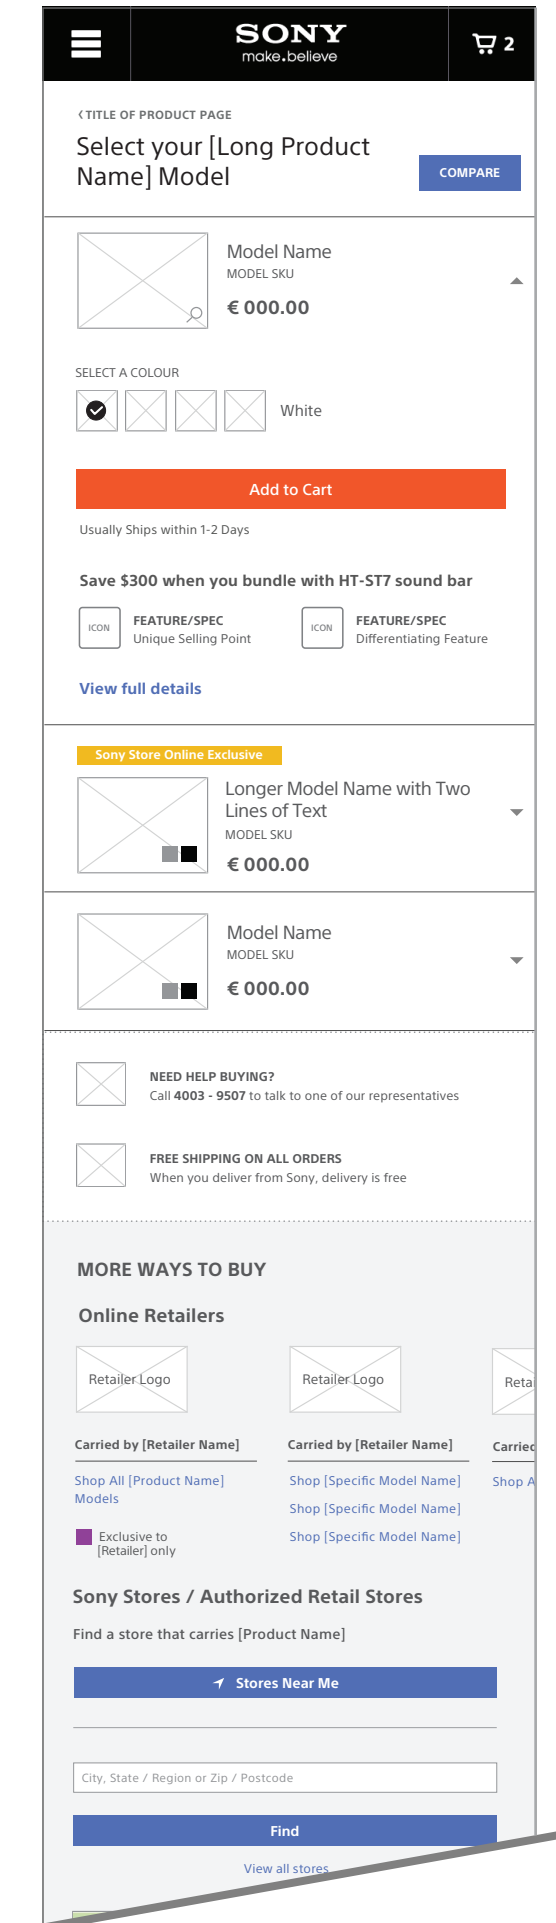 SONY
make.believe
2
‹ TITLE OF PRODUCT PAGE
Select your [Long Product
Name] Model
COMPARE
Model Name
MODEL SKU
€ 000.00
SELECT A COLOUR
White
Add to Cart
Usually Ships within 1-2 Days
Save $300 when you bundle with HT-ST7 sound bar
ICON
FEATURE/SPEC
Unique Selling Point
ICON
FEATURE/SPEC
Differentiating Feature
View full details
Sony Store Online Exclusive
Longer Model Name with Two
Lines of Text
MODEL SKU
€ 000.00
Model Name
MODEL SKU
€ 000.00
NEED HELP BUYING?
Call 4003 - 9507 to talk to one of our representatives
FREE SHIPPING ON ALL ORDERS
When you deliver from Sony, delivery is free
MORE WAYS TO BUY
Online Retailers
Retailer Logo
Carried by [Retailer Name]
Shop All [Product Name]
Models
Exclusive to
[Retailer] only
Retailer Logo
Carried by [Retailer Name]
Shop [Specific Model Name]
Shop [Specific Model Name]
Shop [Specific Model Name]
Retai
Carried
Shop A
Sony Stores / Authorized Retail Stores
Find a store that carries [Product Name]
Stores Near Me
City, State / Region or Zip / Postcode
Find
View all stores